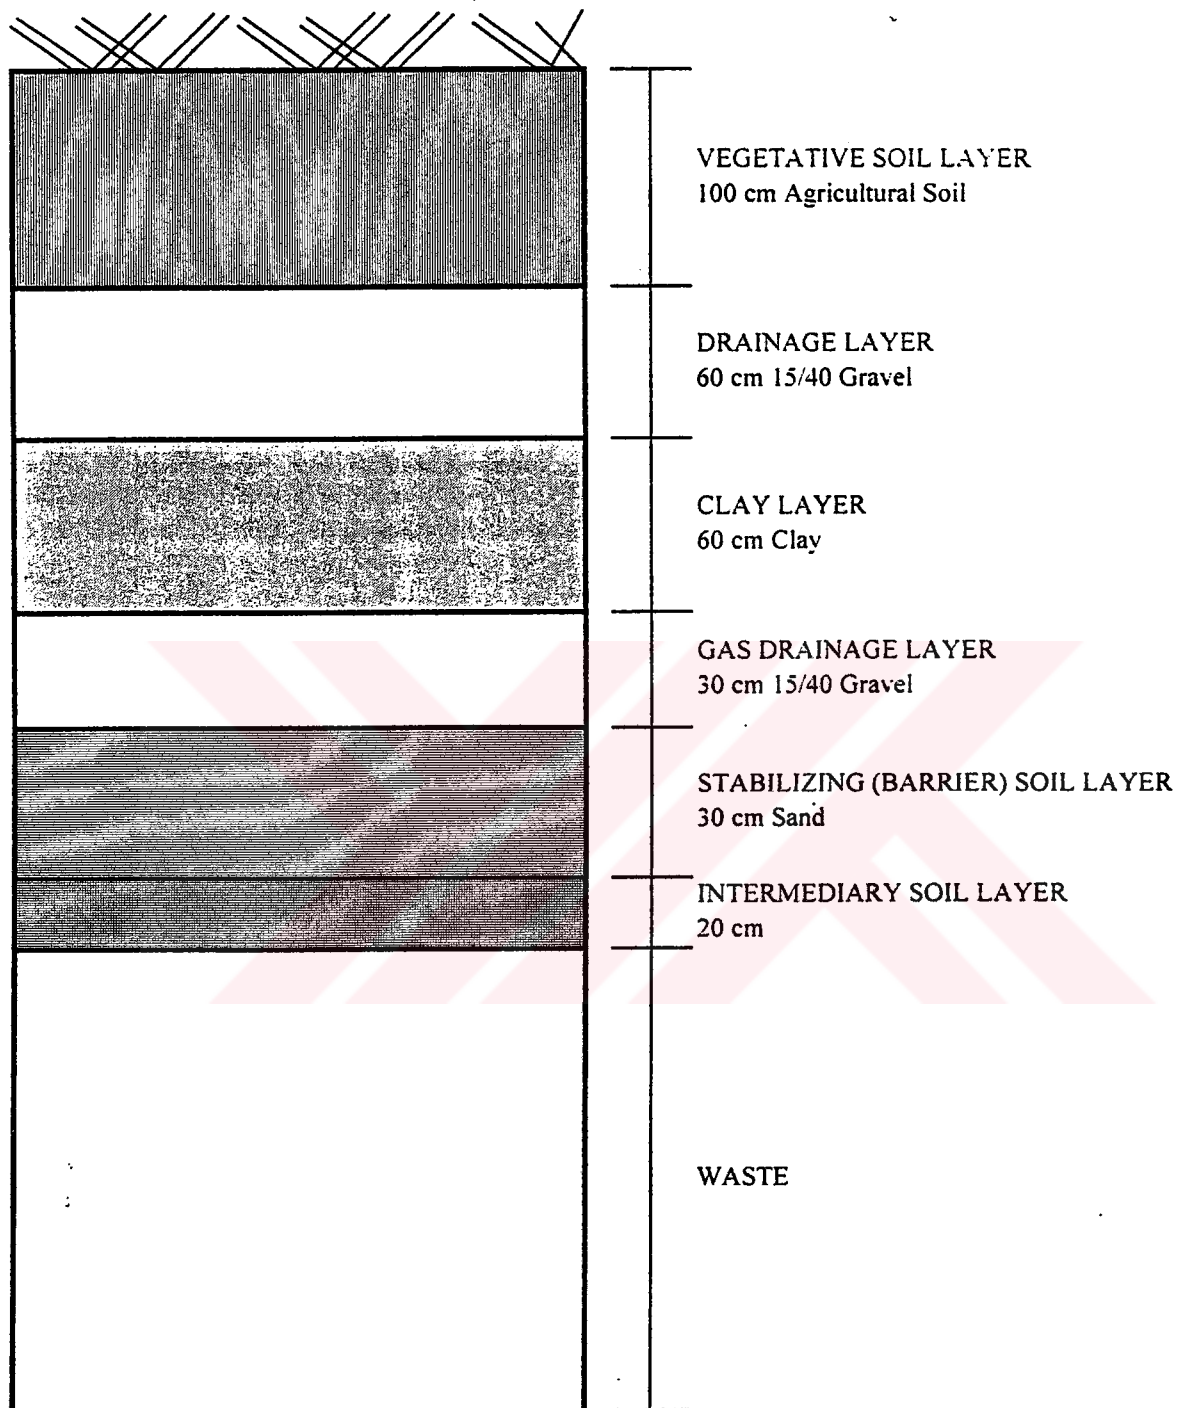 VEGETATIVE SOIL LAYER
100 cm Agricultural Soil
DRAINAGE LAYER
60 cm 15/40 Gravel
CLAY LAYER
60 cm Clay
GAS DRAINAGE LAYER
30 cm 15/40 Gravel
STABILIZING (BARRIER) SOIL LAYER
30 cm Sand
INTERMEDIARY SOIL LAYER
20 cm
WASTE